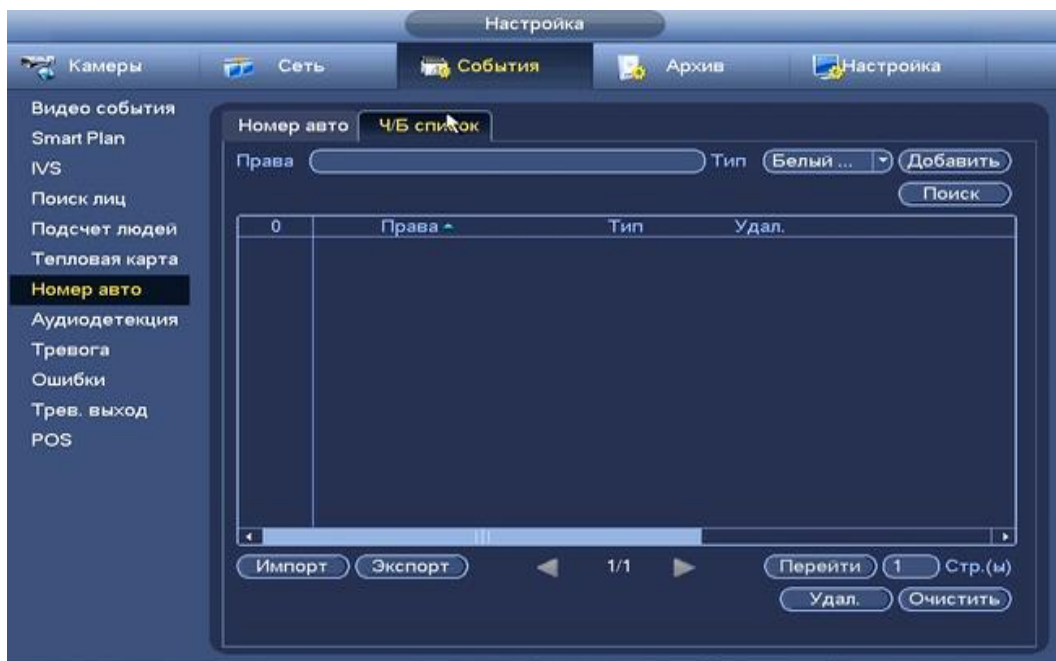 Настройка
Камеры Сеть События Архив Настройка
Видео события
Smart Plan
IVS
Поиск лиц
Подсчет людей
Тепловая карта
Номер авто
Аудиодетекция
Тревога
Ошибки
Трев. выход
POS
Номер авто Ч/Б список
Права Тип Белый ... Добавить
Поиск
0 Права Тип Удал.
Импорт Экспорт 1/1 Перейти 1 Стр.(ы)
Удал. Очистить